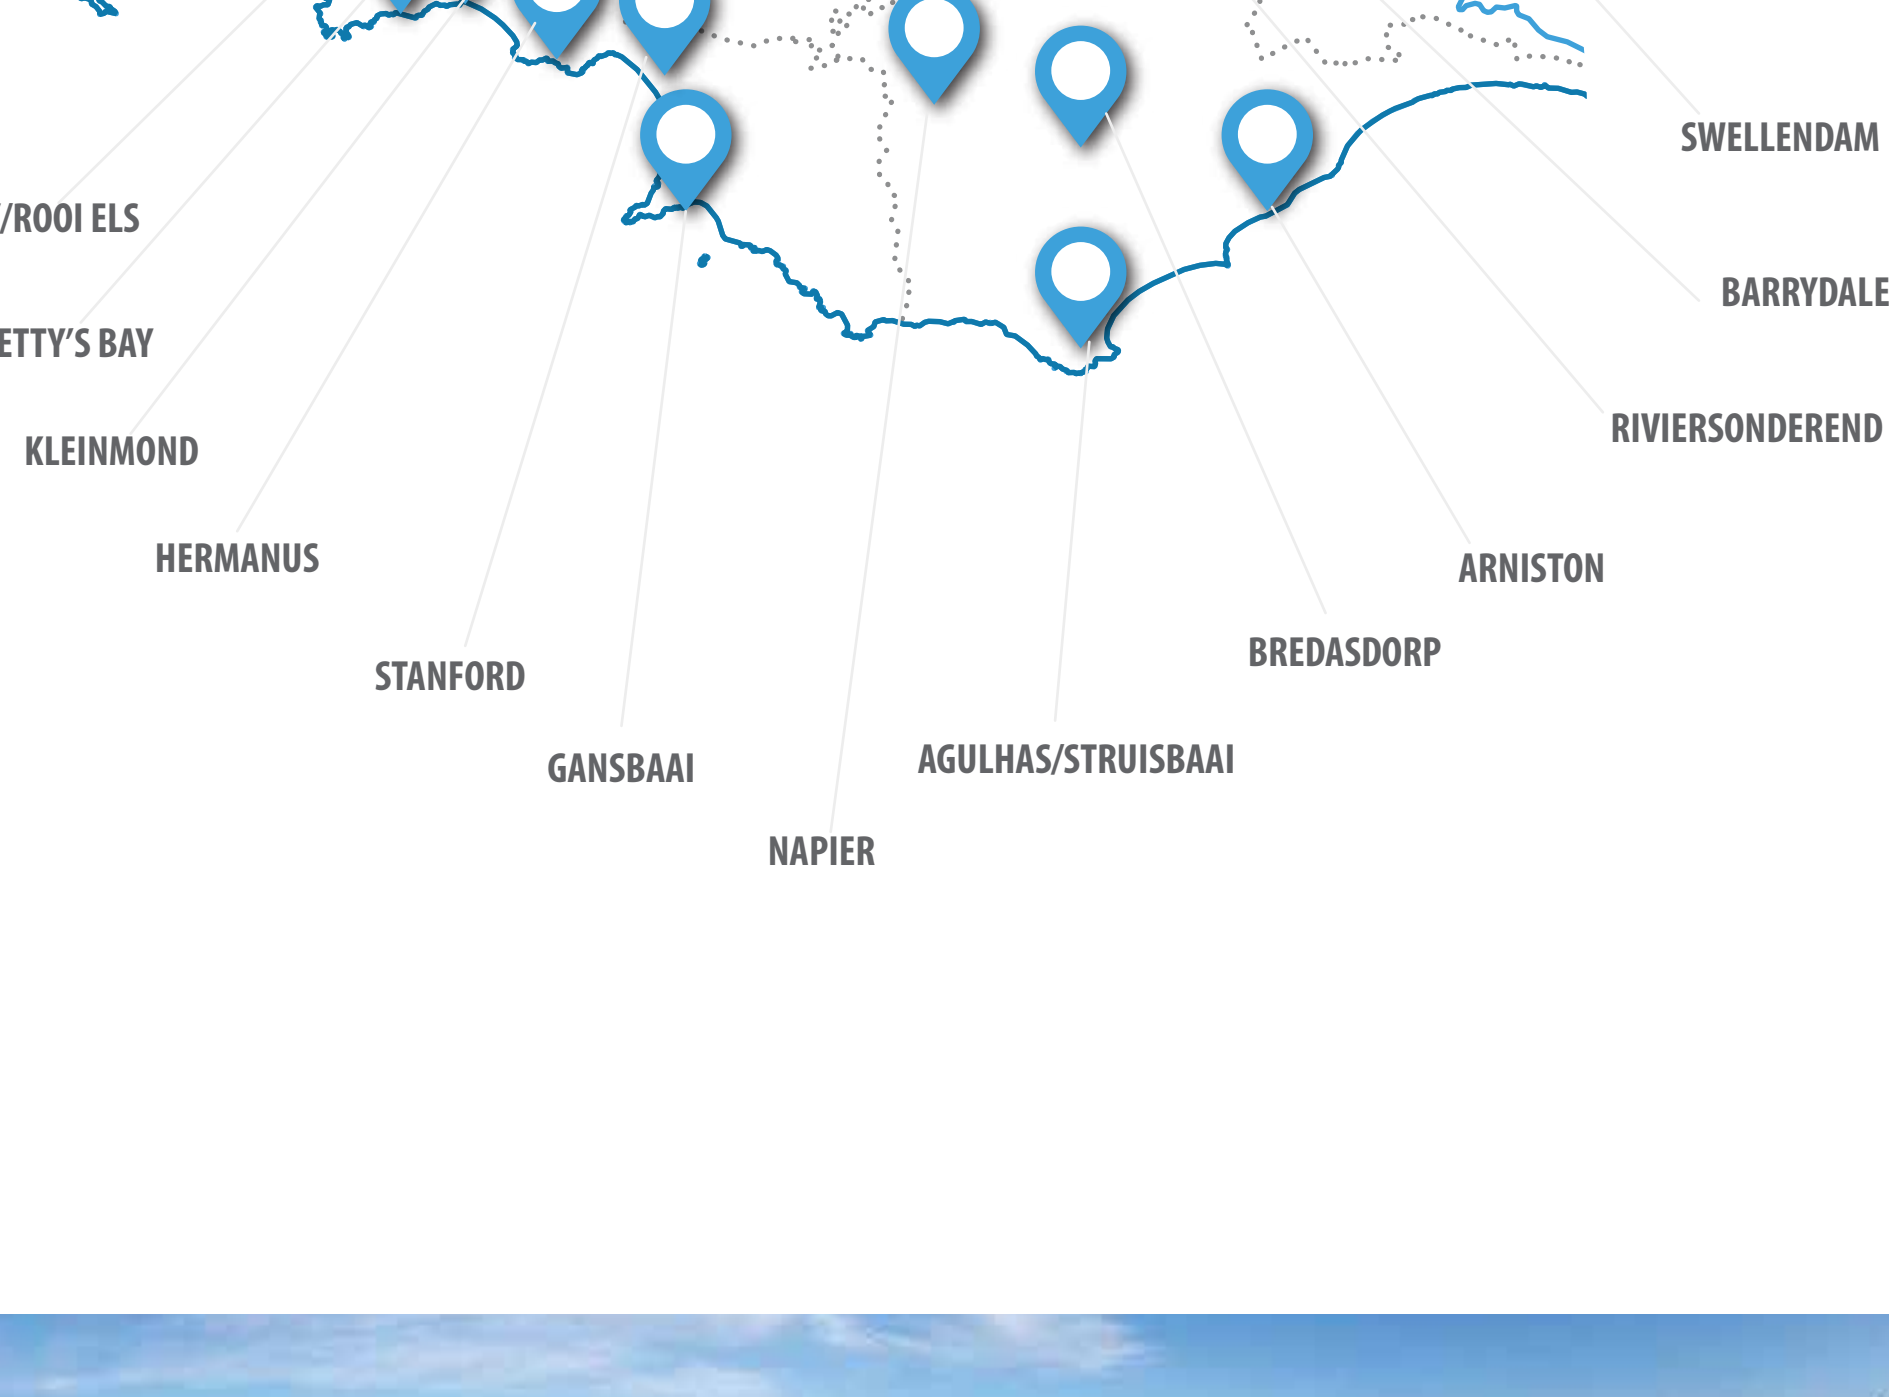 SWELLENDAM
/ROOI ELS
BARRYDALE
ETTY'S BAY
RIVIERSONDEREND
KLEINMOND
HERMANUS
ARNISTON
BREDASDORP
STANFORD
AGULHAS/STRUISBAAI
GANSBAAI
NAPIER